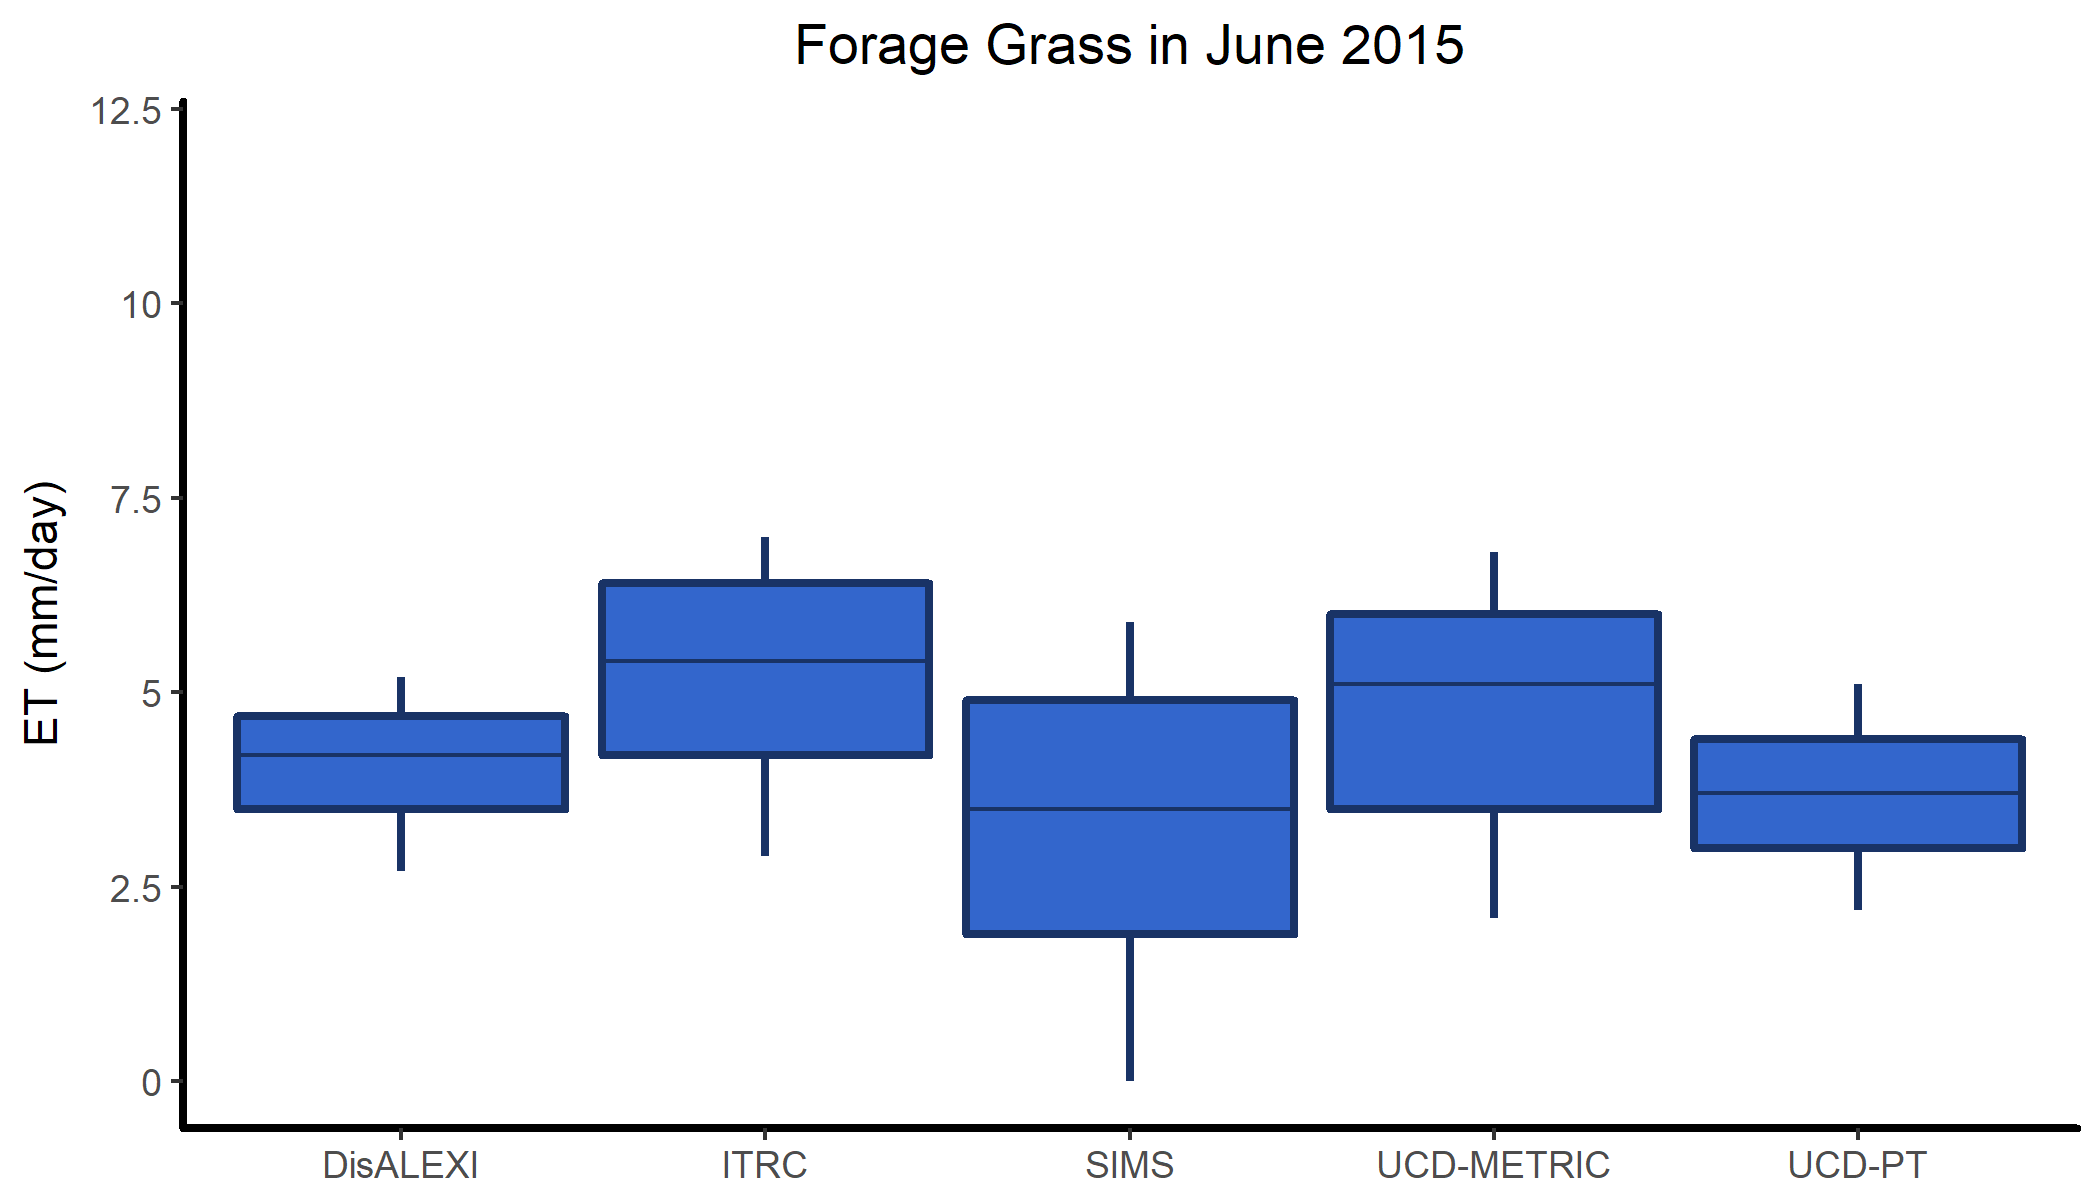 Forage Grass in June 2015
ET (mm/day)
12.5
10
7.5
5
2.5
0
DisALEXI
ITRC
SIMS
UCD-METRIC
UCD-PT